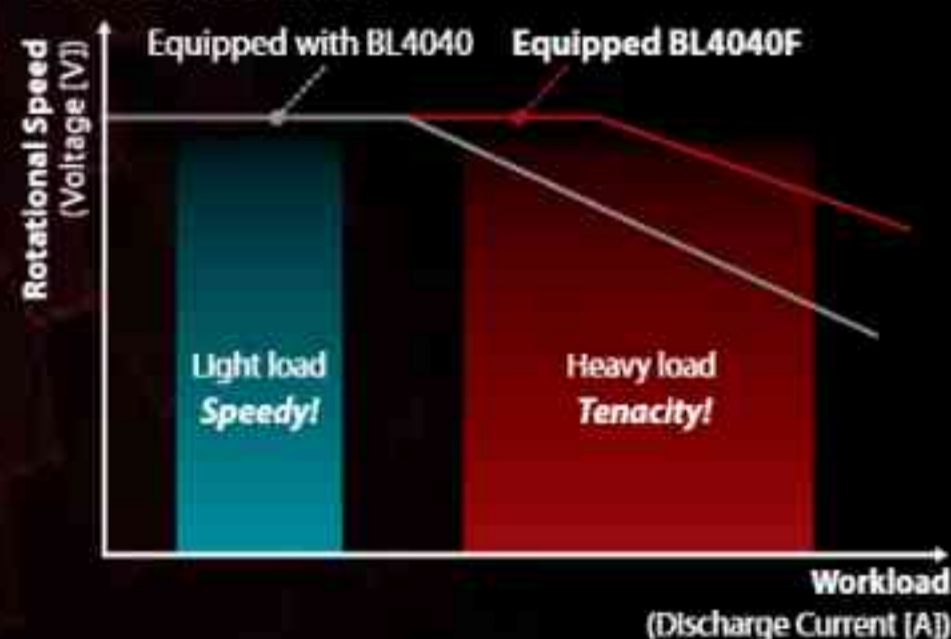 Rotational Speed
(Voltage [V])
Equipped with BL4040
Equipped BL4040F
Light load
Speedy!
Heavy load
Tenacity!
Workload
(Discharge Current [A])